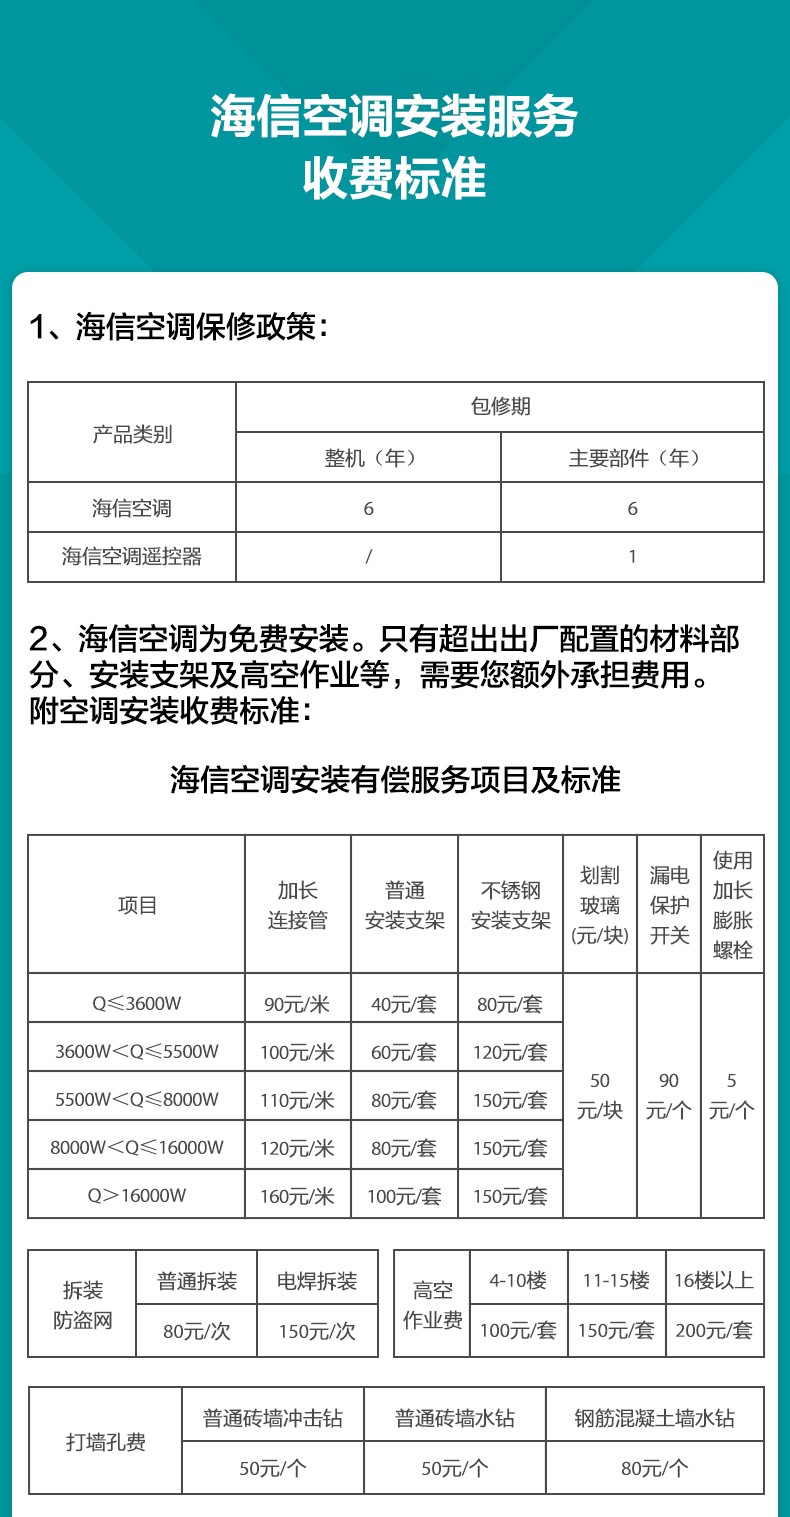 海信空调安装服务
收费标准
1、海信空调保修政策：
产品类别
包修期
整机（年）
主要部件（年）
海信空调
6
6
海信空调遥控器
/
1
2、海信空调为免费安装。只有超出出厂配置的材料部
分、安装支架及高空作业等，需要您额外承担费用。
附空调安装收费标准：
海信空调安装有偿服务项目及标准
项目
加长
连接管
普通
安装支架
不锈钢
安装支架
划割
玻璃
(元/块)
漏电
保护
开关
使用
加长
膨胀
螺栓
Q≤3600W
90元/米
40元/套
80元/套
3600W＜Q≤5500W
100元/米
60元/套
120元/套
5500W＜Q≤8000W
110元/米
80元/套
150元/套
8000W＜Q≤16000W
120元/米
80元/套
150元/套
Q＞16000W
160元/米
100元/套
150元/套
50
元/块
90
元/个
5
元/个
拆装
防盗网
普通拆装
电焊拆装
80元/次
150元/次
高空
作业费
4-10楼
11-15楼
16楼以上
100元/套
150元/套
200元/套
打墙孔费
普通砖墙冲击钻
普通砖墙水钻
钢筋混凝土墙水钻
50元/个
50元/个
80元/个